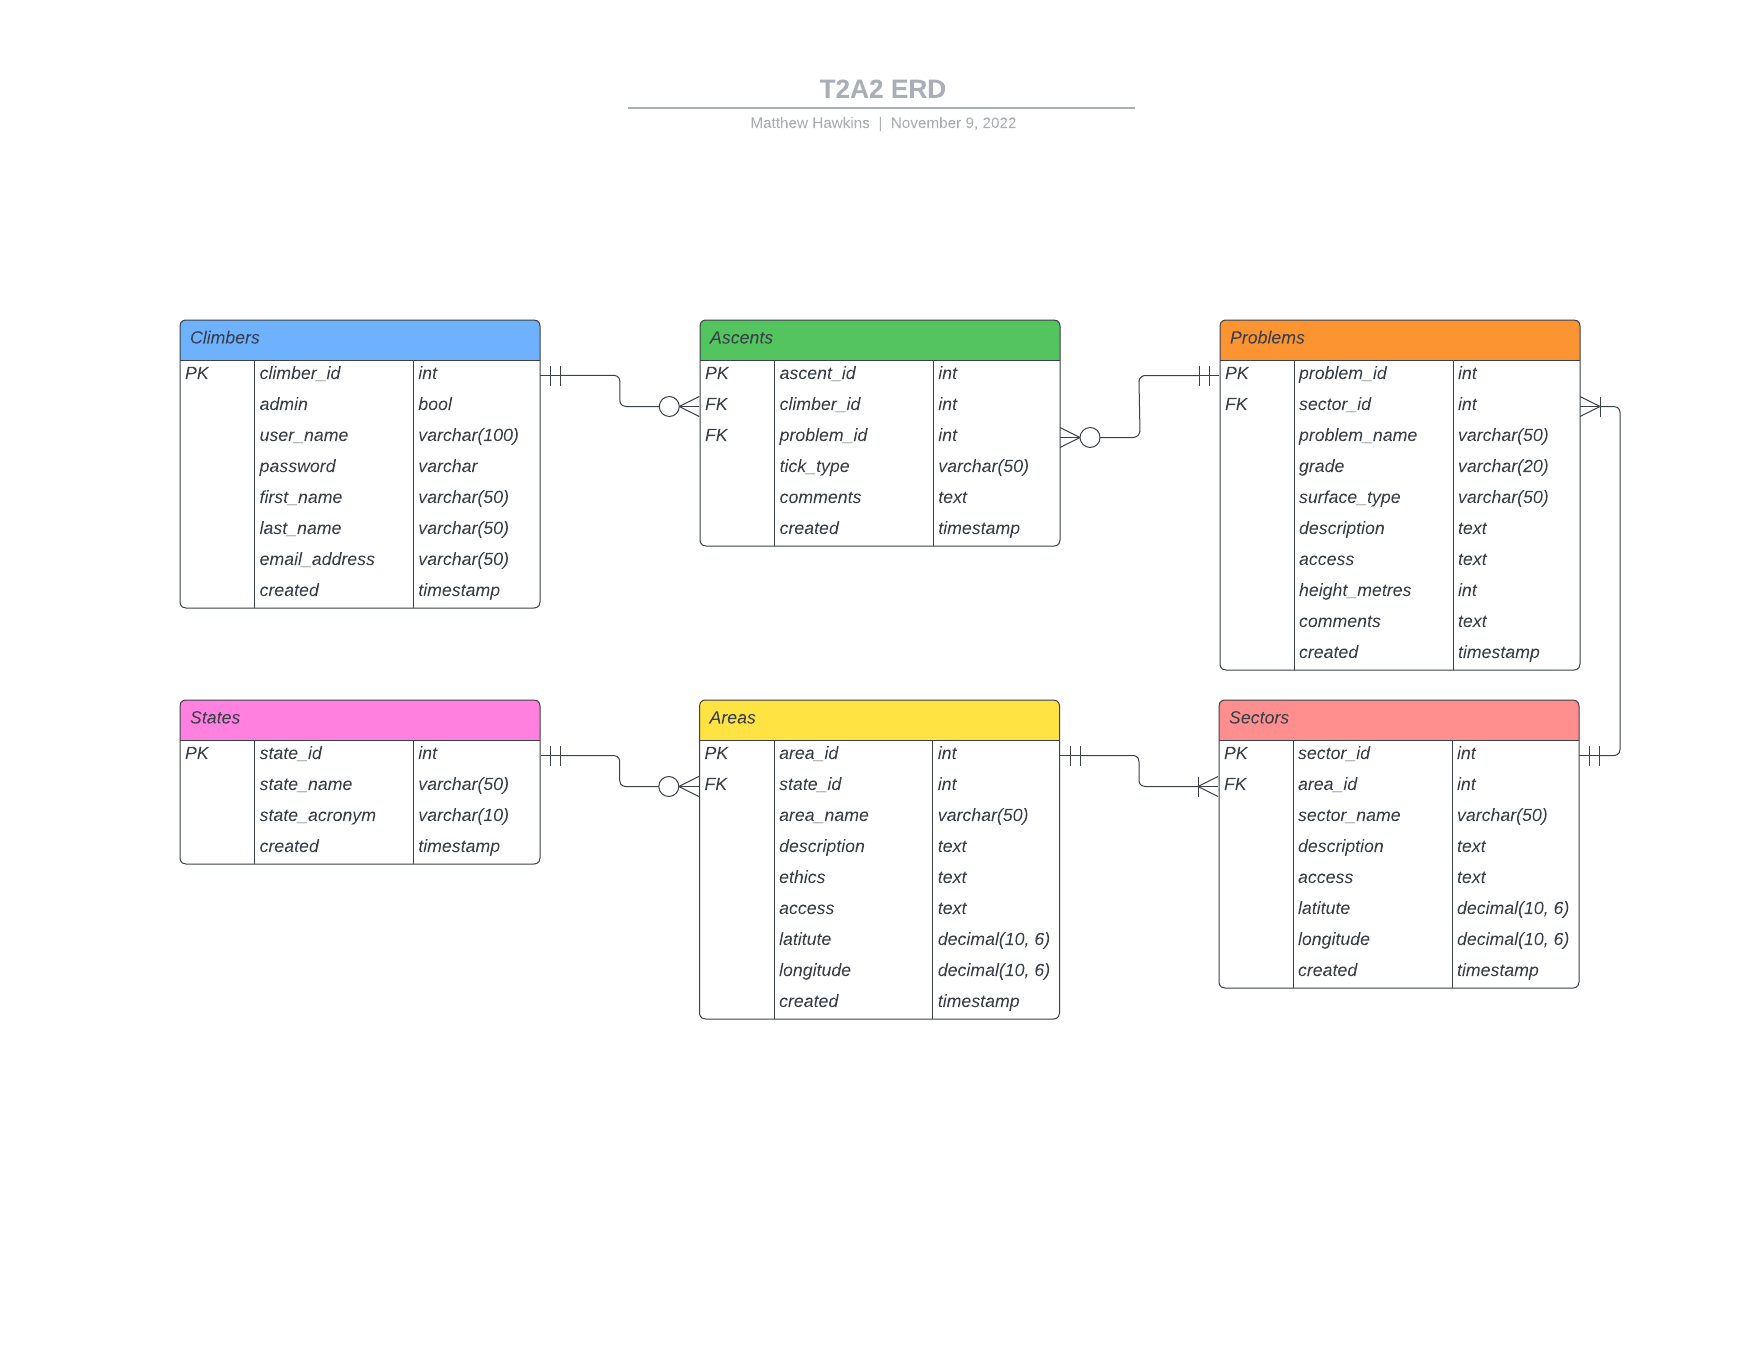 T2A2 ERD
Matthew Hawkins | November 9, 2022
Climbers
PK climber_id int
admin bool
user_name varchar(100)
password varchar
first_name varchar(50)
last_name varchar(50)
email_address varchar(50)
created timestamp
Ascents
PK ascent_id int
FK climber_id int
FK problem_id int
tick_type varchar(50)
comments text
created timestamp
Problems
PK problem_id int
FK sector_id int
problem_name varchar(50)
grade varchar(20)
surface_type varchar(50)
description text
access text
height_metres int
comments text
created timestamp
States
PK state_id int
state_name varchar(50)
state_acronym varchar(10)
created timestamp
Areas
PK area_id int
FK state_id int
area_name varchar(50)
description text
ethics text
access text
latitute decimal(10, 6)
longitude decimal(10, 6)
created timestamp
Sectors
PK sector_id int
FK area_id int
sector_name varchar(50)
description text
access text
latitute decimal(10, 6)
longitude decimal(10, 6)
created timestamp